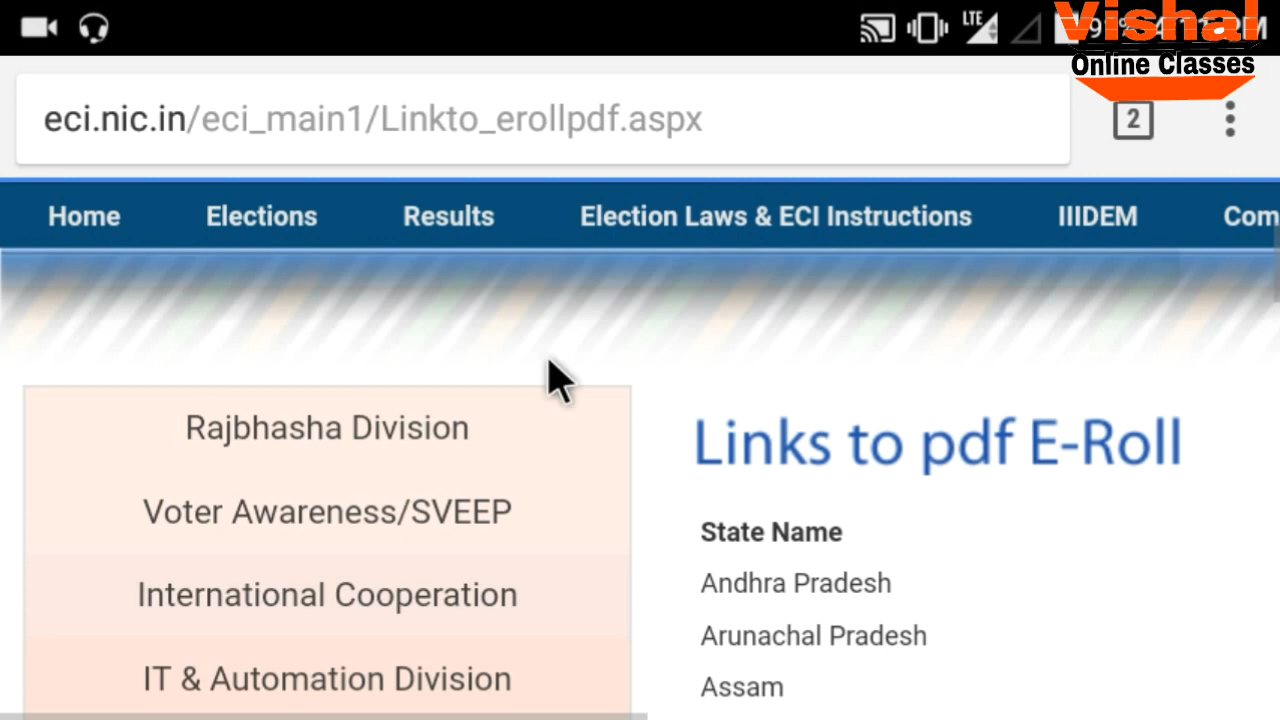 LTE
Vishal
Online Classes
eci.nic.in/eci_main1/Linkto_erollpdf.aspx
2
Home Elections Results Election Laws & ECI Instructions IIIDEM Com
Rajbhasha Division
Voter Awareness/SVEEP
International Cooperation
IT & Automation Division
Links to pdf E-Roll
State Name
Andhra Pradesh
Arunachal Pradesh
Assam